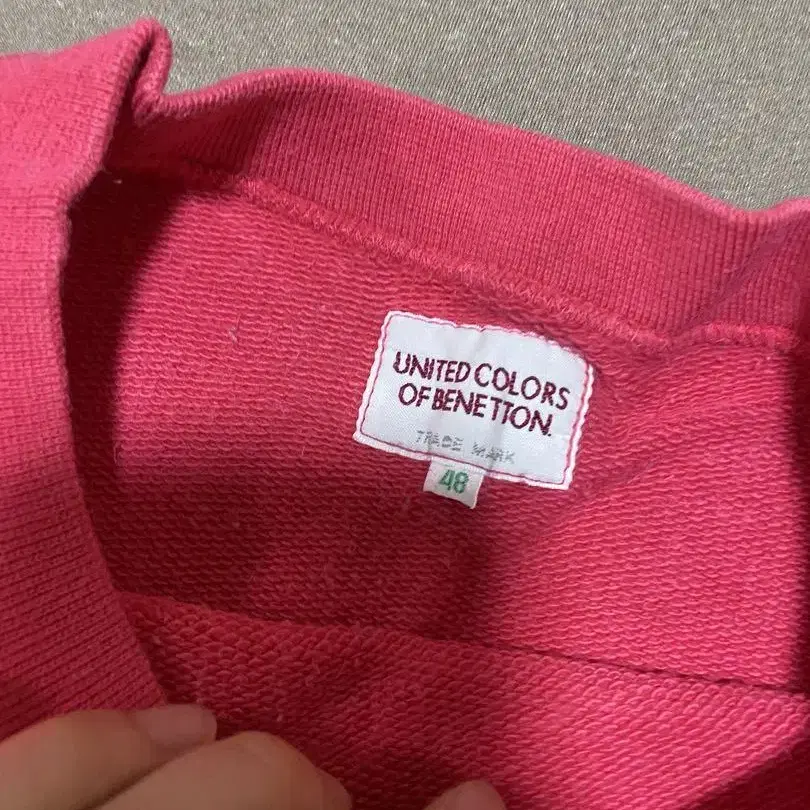 UNITED COLORS
OF BENETTON.
TRADE MARK
48